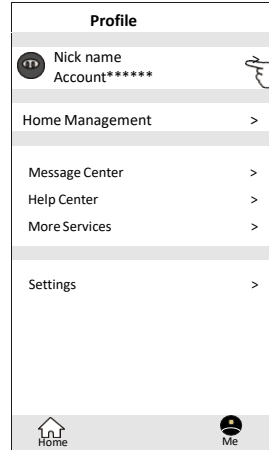 Profile
Nick name
Account******
Home Management >
Message Center >
Help Center >
More Services >
Settings >
Home Me